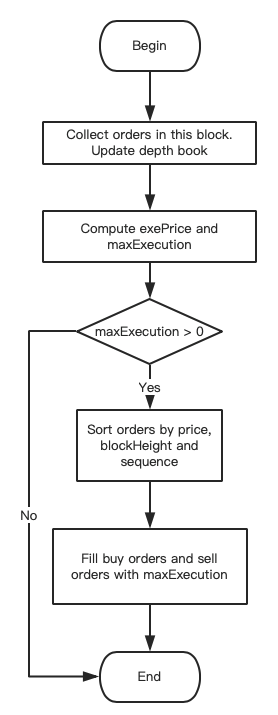 Begin
Collect orders in this block.
Update depth book
Compute exePrice and
maxExecution
maxExecution > 0
Yes
Sort orders by price,
blockHeight and
sequence
No
Fill buy orders and sell
orders with maxExecution
End